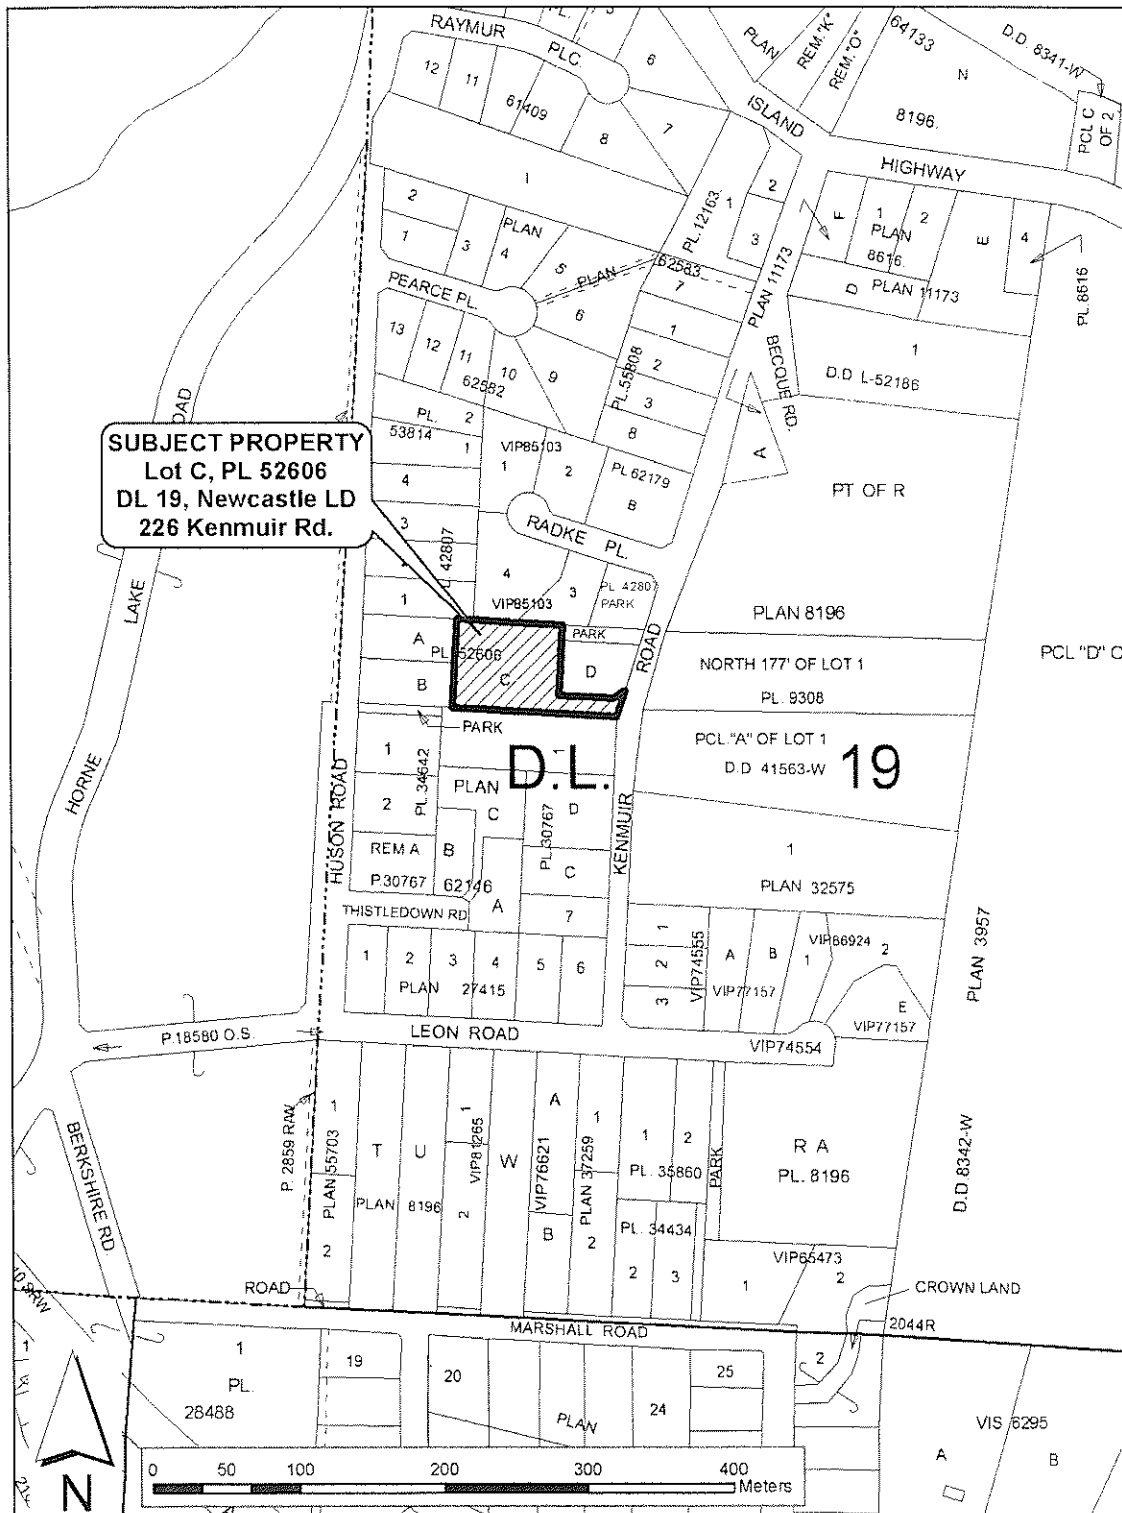 RAYMUR
PLC.
PL.
6
12
11
61409
8
7
1
PLAN
REM."K"
REM."O"
64133
D.D. 8341-W
N
8196.
PCL C
OF 2
ISLAND
HIGHWAY
2
1
3
4
PLAN
5
PLAN
62583
PL.12163
1
2
3
PLAN 11173
F
1
2
PLAN
8616
E
4
PL.8616
D
PLAN 11173
PEARCE PL.
6
7
1
2
3
8
PL.55808
BECQUE RD.
1
D.D L-52186
13
12
11
10
9
62582
PL.
53814
2
1
VIP85103
1
2
PL 62179
B
A
PT OF R
OAD
SUBJECT PROPERTY
Lot C, PL 52606
DL 19, Newcastle LD
226 Kenmuir Rd.
4
3
1
42807
RADKE PL.
4
VIP85103
3
PL 42807
PARK
PARK
PLAN 8196
LAKE
HORNE
A
PL 52606
C
B
D
ROAD
NORTH 177' OF LOT 1
PL. 9308
PCL "D" O
PARK
D.L. 19
PCL."A" OF LOT 1
D.D 41563-W
HUSON ROAD
1
2
PL.34642
PLAN
C
1
D
PL.30767
C
KENMUIR
REM A
P.30767
B
62146
A
7
1
PLAN 32575
THISTLEDOWN RD
1
2
3
4
5
6
PLAN 27415
1
2
3
VIP74555
A
B
VIP77157
1
VIP86924
2
E
VIP77157
PLAN 3957
P.18580 O.S.
LEON ROAD
VIP74554
BERKSHIRE RD.
P. 2859 R/W
1
2
PLAN 55703
T
U
PLAN 8196
1
2
VIP81265
W
A
B
VIP76621
1
2
PLAN 37259
1
2
PL. 35860
PARK
R A
PL. 8196
PL. 34434
2
3
VIP65473
1
2
D.D.8342-W
ROAD
CROWN LAND
MARSHALL ROAD
2044R
1
PL.
28488
19
20
PLAN
24
25
2
VIS 6295
A
B
1
N
0 50 100 200 300 400
Meters